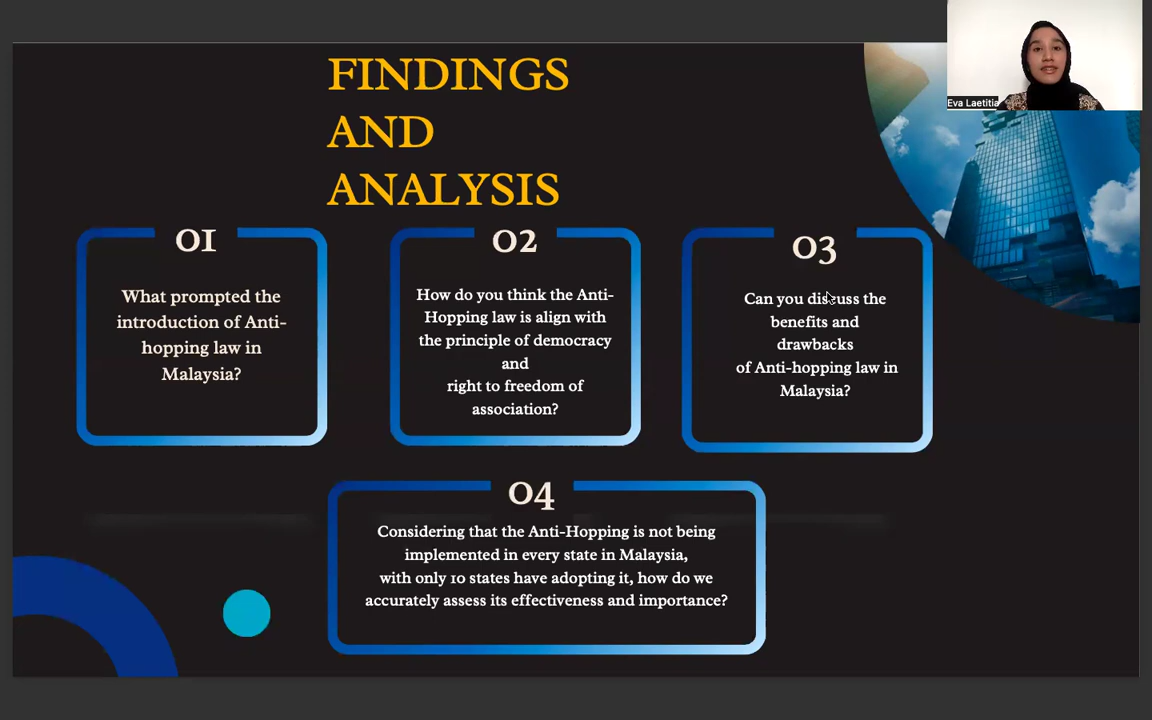 FINDINGS
AND
ANALYSIS
Eva Laetitia
01
What prompted the
introduction of Anti-
hopping law in
Malaysia?
02
How do you think the Anti-
Hopping law is align with
the principle of democracy
and
right to freedom of
association?
03
Can you discuss the
benefits and
drawbacks
of Anti-hopping law in
Malaysia?
04
Considering that the Anti-Hopping is not being
implemented in every state in Malaysia,
with only 10 states have adopting it, how do we
accurately assess its effectiveness and importance?